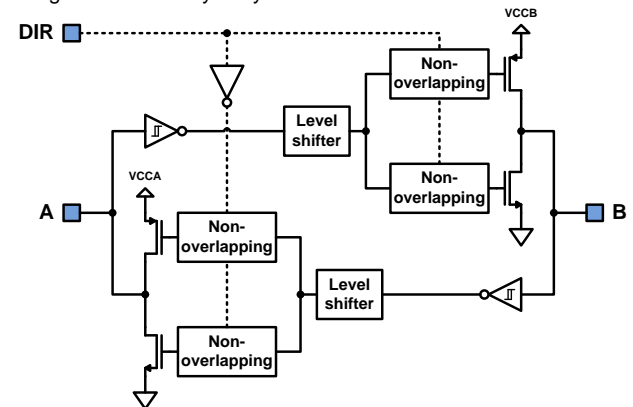 DIR
VCCB
Non-
overlapping
Level
shifter
VCCA
Non-
overlapping
A
B
Non-
overlapping
Level
shifter
Non-
overlapping